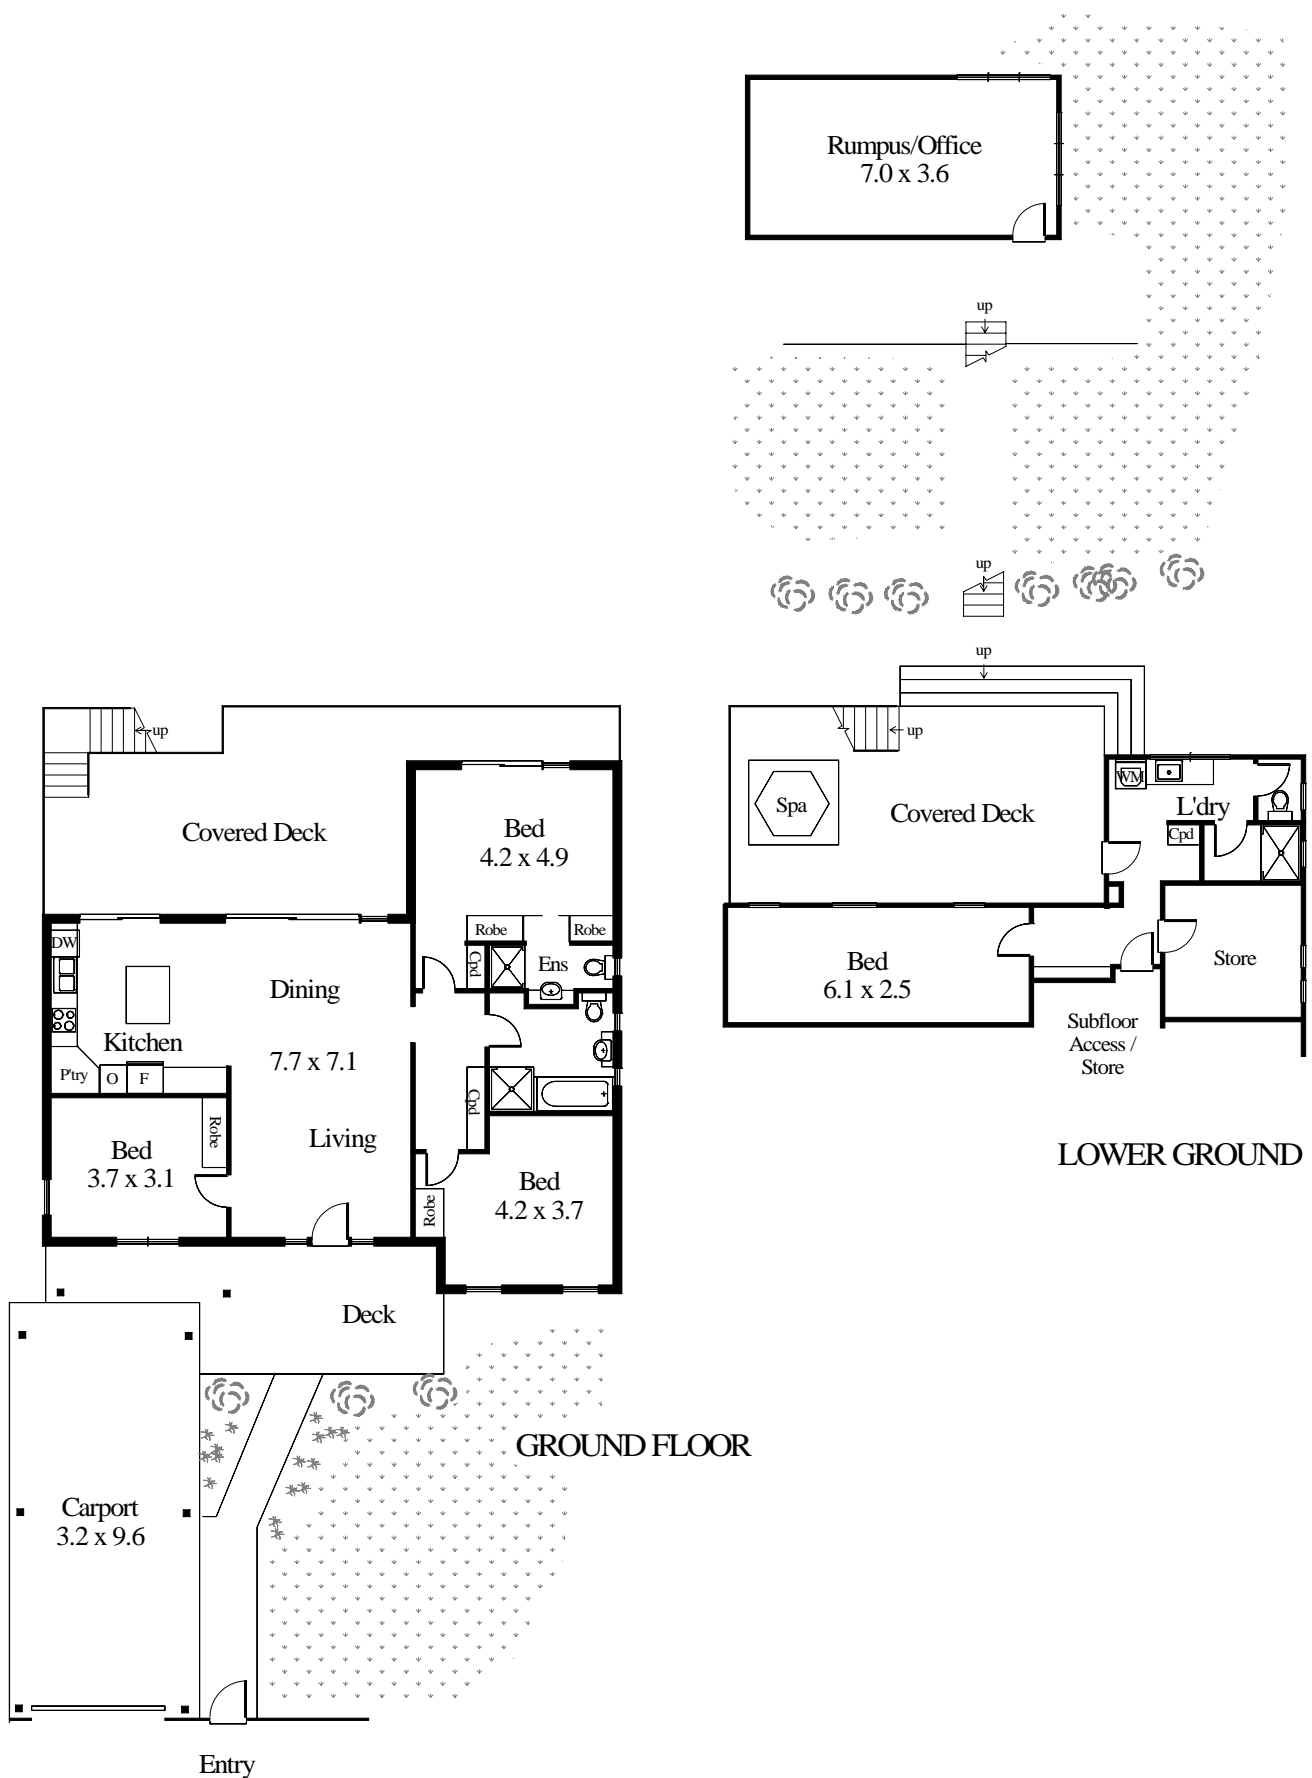 Rumpus/Office
7.0 x 3.6
up
up
up
up
Covered Deck
Bed
4.2 x 4.9
Robe
Robe
Cpd
Ens
DW
Dining
Kitchen
7.7 x 7.1
P'try
O
F
Cpd
Living
Robe
Bed
3.7 x 3.1
Bed
4.2 x 3.7
Robe
Deck
GROUND FLOOR
Carport
3.2 x 9.6
Entry
up
Spa
Covered Deck
WM
L'dry
Cpd
Bed
6.1 x 2.5
Store
Subfloor
Access /
Store
LOWER GROUND